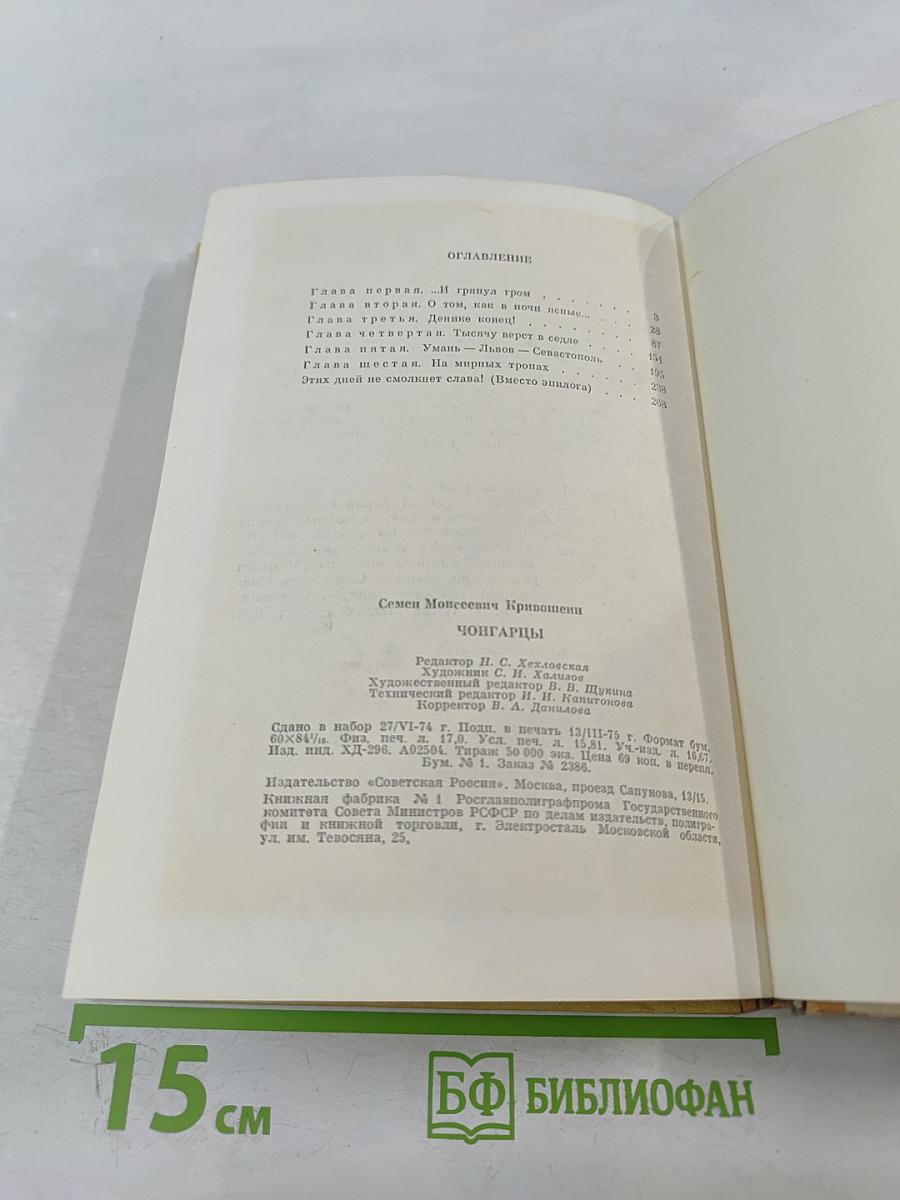 ОГЛАВЛЕНИЕ
Глава первая. ...И грянул гром . . . . . . 3
Глава вторая. О том, как в ночи ясные... . . . 28
Глава третья. Денике конец! . . . . . . . 87
Глава четвертая. Тысячу верст в седле . . . . 151
Глава пятая. Умань — Львов — Севастополь . . 195
Глава шестая. На мирных тропах . . . . . 238
Этих дней не смолкнет слава! (Вместо эпилога) . . . 268
Семен Моисеевич Кривошеин
ЧОНГАРЦЫ
Редактор Н. С. Хехловская
Художник С. И. Хализов
Художественный редактор В. В. Щукина
Технический редактор И. И. Капитонова
Корректор В. А. Данилова
Сдано в набор 27/VI-74 г. Подп. в печать 13/III-75 г. Формат бум.
60×84¹/₁₆. Физ. печ. л. 17,0. Усл. печ. л. 15,81. Уч.-изд. л. 16,67.
Изд. инд. ХД-296. А02504. Тираж 50 000 экз. Цена 69 коп. в перепл.
Бум. № 1. Заказ № 2386.
Издательство «Советская Россия». Москва, проезд Сапунова, 13/15.
Книжная фабрика № 1 Росглавполиграфпрома Государственного
комитета Совета Министров РСФСР по делам издательств, полигра-
фии и книжной торговли, г. Электросталь Московской области,
ул. им. Тевосяна, 25.
15 см
БФ БИБЛИОФАН